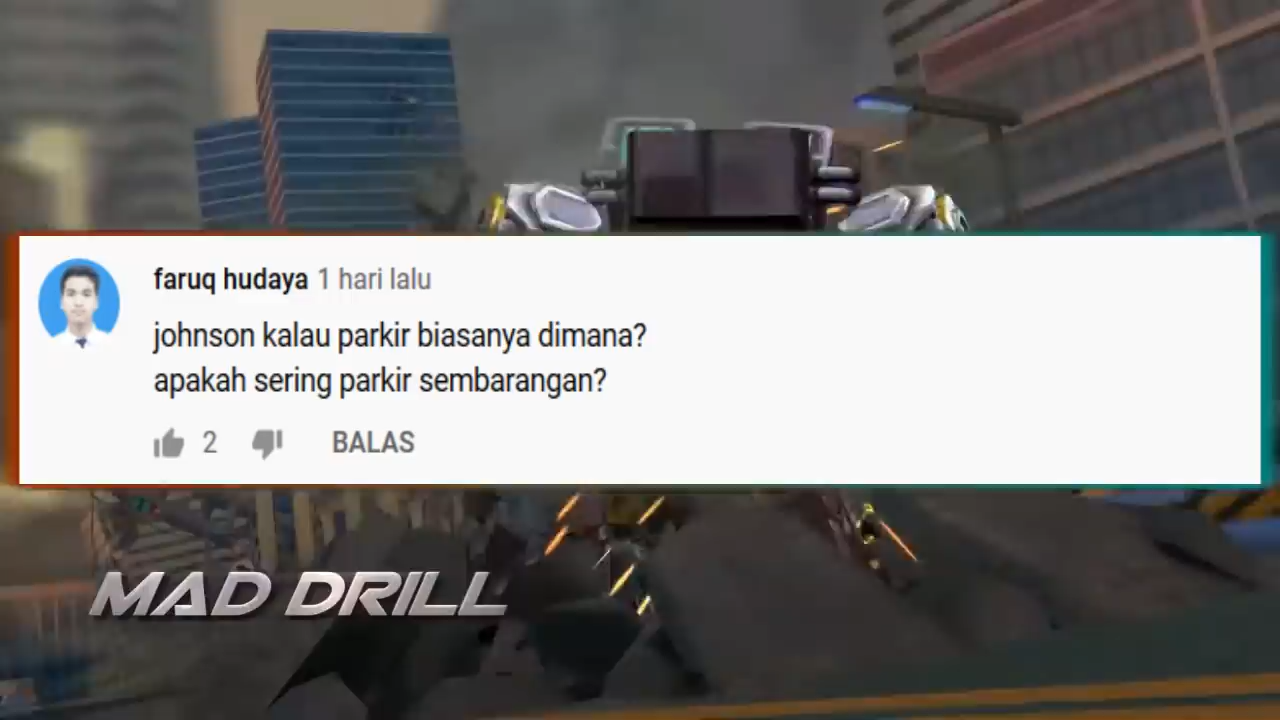 faruq hudaya 1 hari lalu
johnson kalau parkir biasanya dimana?
apakah sering parkir sembarangan?
2 BALAS
MAD DRILL